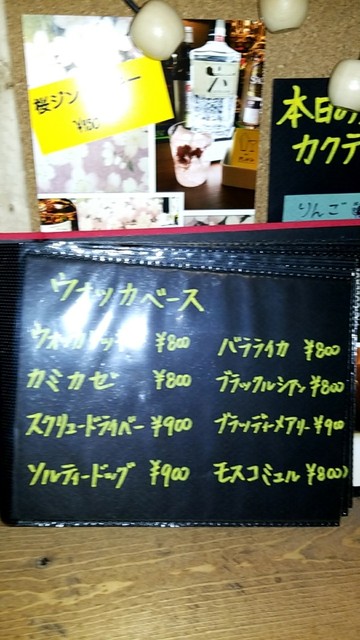 桜ジン
¥150
六
本日の
カクテ
りんご
ウォッカベース
ウォッカトニック ¥800
バラライカ ¥800
カミカゼ ¥800
ブラックルシアン ¥800
スクリュードライバー ¥900
ブラッディーメアリー ¥900
ソルティードッグ ¥900
モスコミュル ¥800